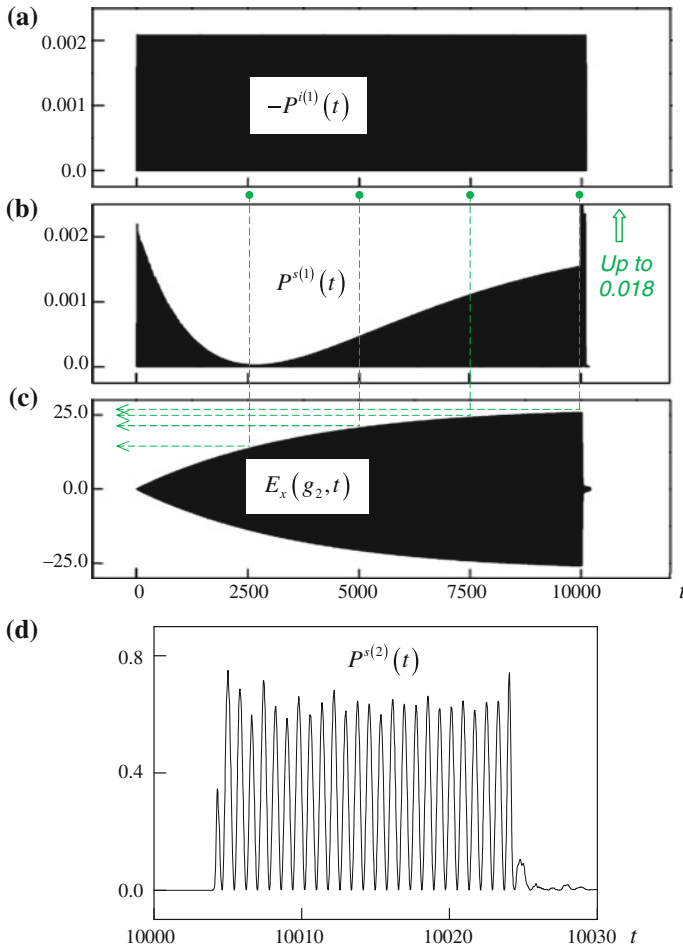 (a)
0.002
0.001
0.0
−P^{i(1)}(t)
(b)
0.002
0.001
0.0
P^{s(1)}(t)
Up to
0.018
(c)
25.0
0.0
−25.0
E_x(g_2,t)
0 2500 5000 7500 10000 t
(d)
0.8
0.4
0.0
P^{s(2)}(t)
10000 10010 10020 10030 t